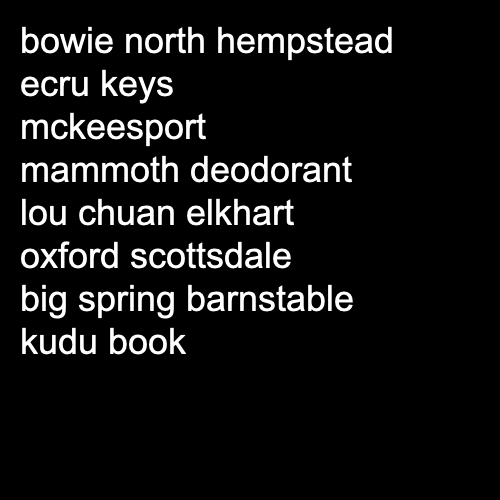 bowie north hempstead
ecru keys
mckeesport
mammoth deodorant
lou chuan elkhart
oxford scottsdale
big spring barnstable
kudu book